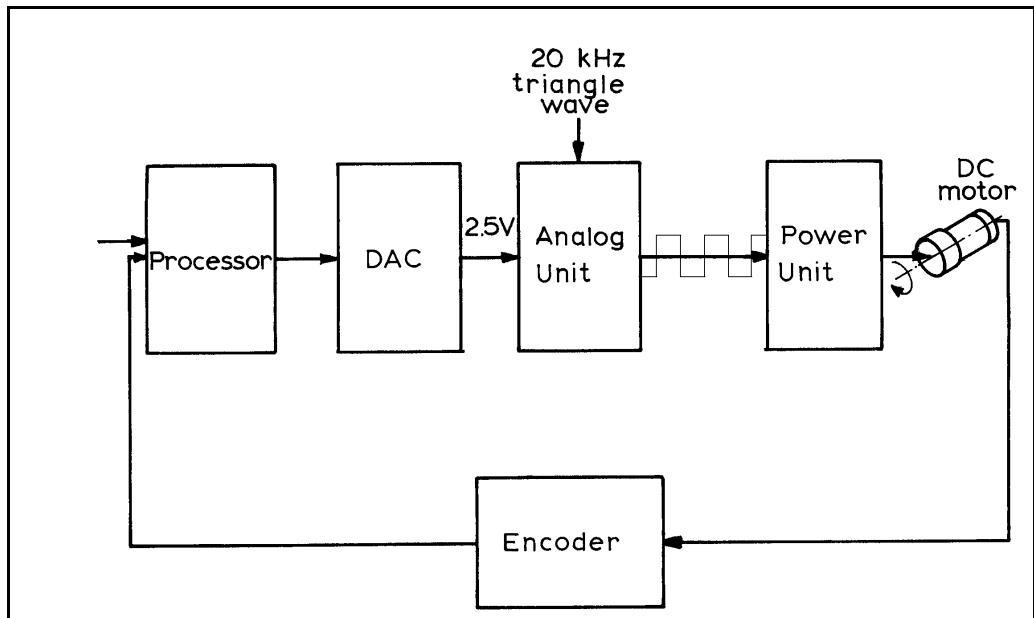 20 kHz
triangle
wave
Processor
DAC
2.5V
Analog
Unit
Power
Unit
DC
motor
Encoder